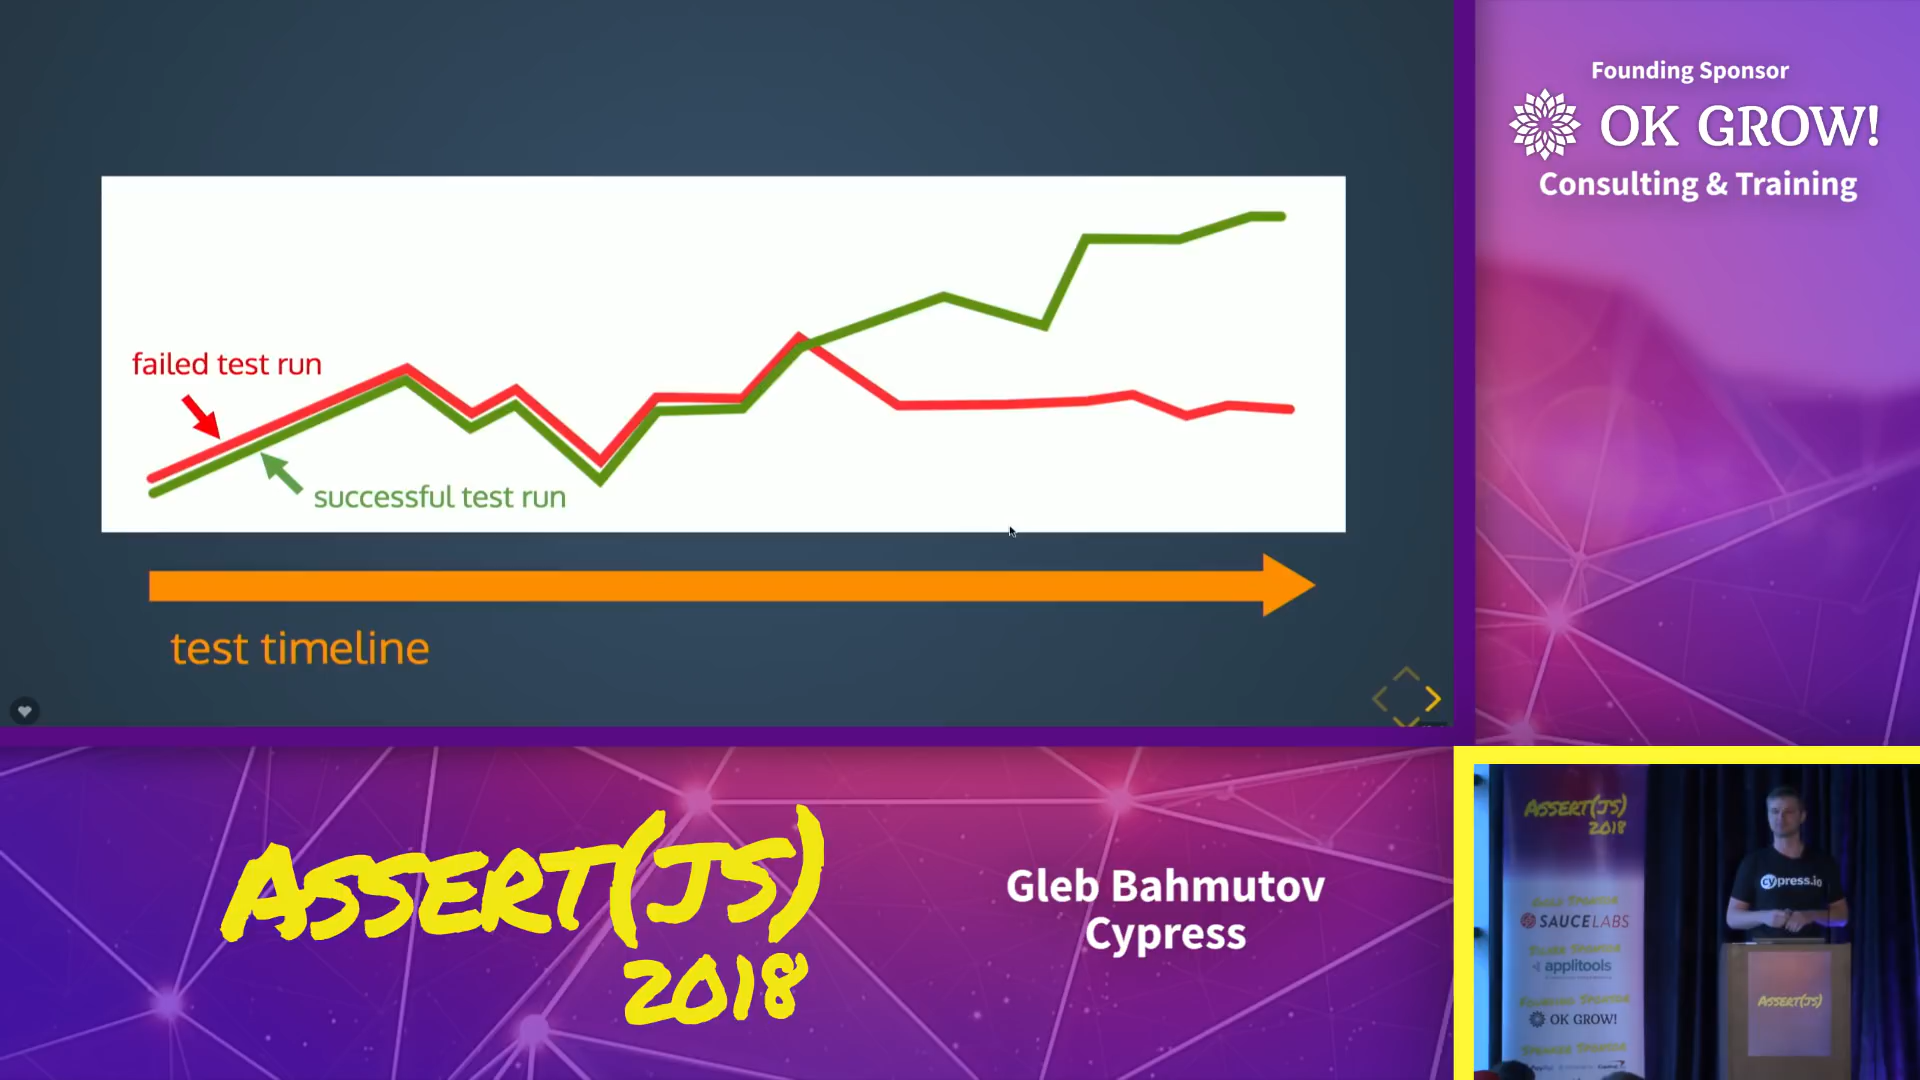 failed test run
successful test run
test timeline
Founding Sponsor
OK GROW!
Consulting & Training
ASSERT(JS)
2018
Gleb Bahmutov
Cypress
ASSERT(JS)
2018
SAUCELABS
applitools
OK GROW!
cypress.io
ASSERT(JS)